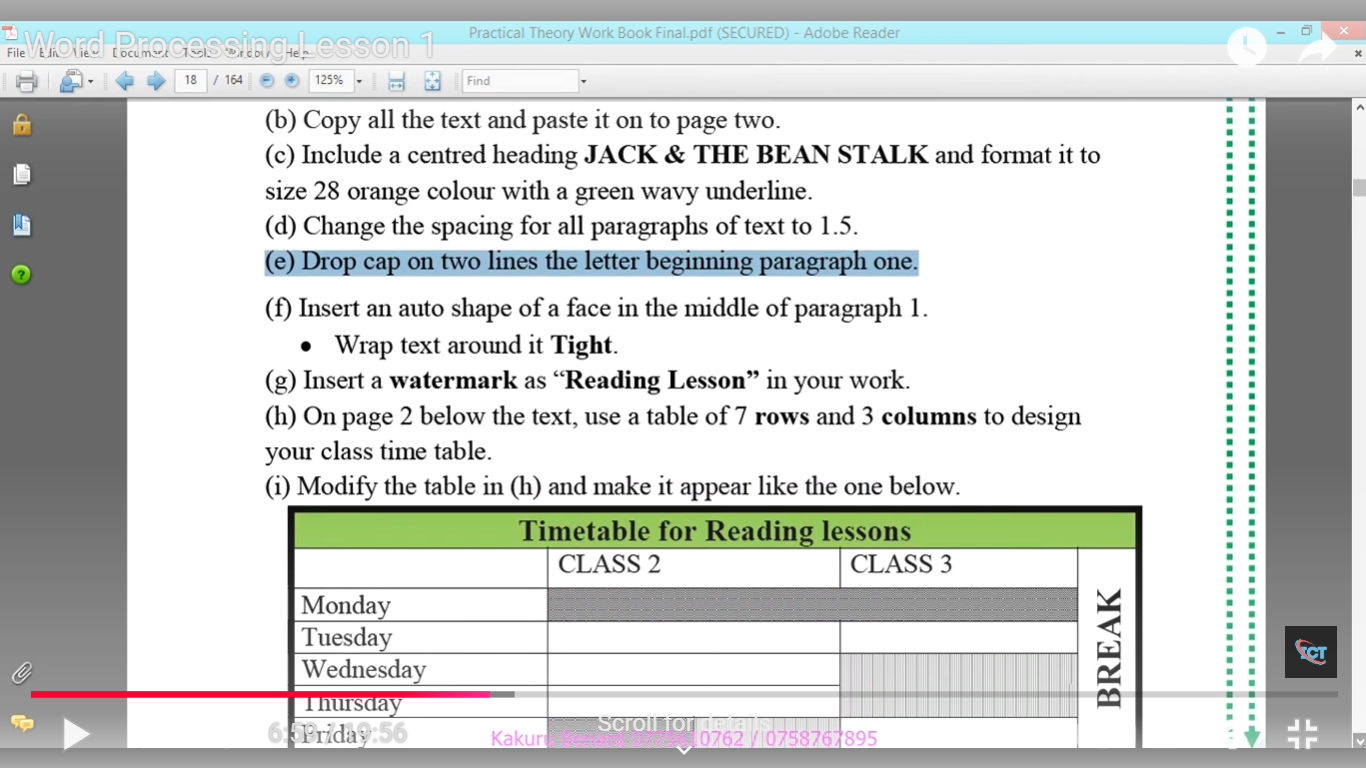 Word Processing Lesson 1
Practical Theory Work Book Final.pdf (SECURED) - Adobe Reader
File Edit View Document Tools Window Help
18 / 164 125% Find
(b) Copy all the text and paste it on to page two.
(c) Include a centred heading JACK & THE BEAN STALK and format it to
size 28 orange colour with a green wavy underline.
(d) Change the spacing for all paragraphs of text to 1.5.
(e) Drop cap on two lines the letter beginning paragraph one.
(f) Insert an auto shape of a face in the middle of paragraph 1.
• Wrap text around it Tight.
(g) Insert a watermark as “Reading Lesson” in your work.
(h) On page 2 below the text, use a table of 7 rows and 3 columns to design
your class time table.
(i) Modify the table in (h) and make it appear like the one below.
Timetable for Reading lessons
CLASS 2 CLASS 3
BREAK
Monday
Tuesday
Wednesday
Thursday
Friday
ICT
Scroll for details
Kakuru 0762 / 0758767895